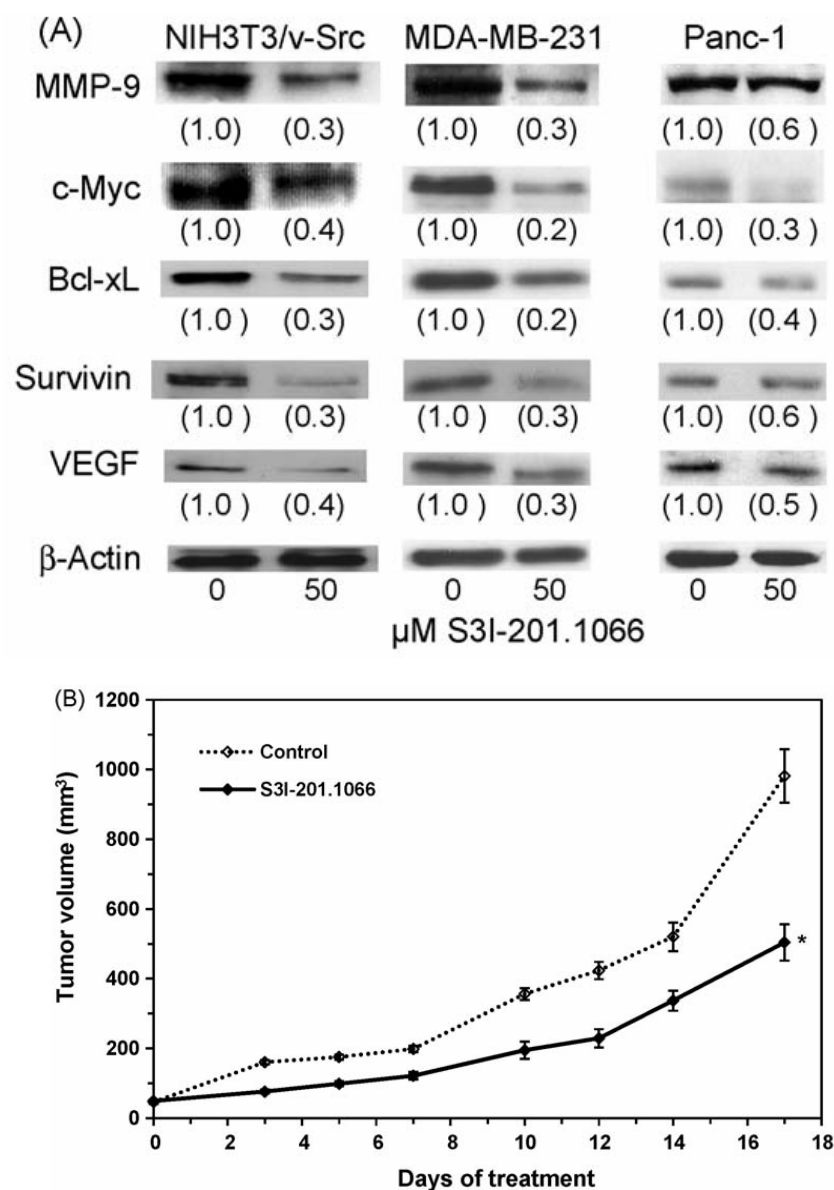 (A) NIH3T3/v-Src MDA-MB-231 Panc-1
MMP-9
(1.0) (0.3) (1.0) (0.3) (1.0) (0.6)
c-Myc
(1.0) (0.4) (1.0) (0.2) (1.0) (0.3)
Bcl-xL
(1.0 ) (0.3) (1.0 ) (0.2) (1.0) (0.4)
Survivin
(1.0 ) (0.3) (1.0 ) (0.3) (1.0) (0.6)
VEGF
(1.0 ) (0.4) (1.0 ) (0.3) (1.0) (0.5)
β-Actin
0 50 0 50 0 50
µM S3I-201.1066
(B)
1200
1000
800
600
400
200
0
Tumor volume (mm³)
Control
S3I-201.1066
*
0 2 4 6 8 10 12 14 16 18
Days of treatment